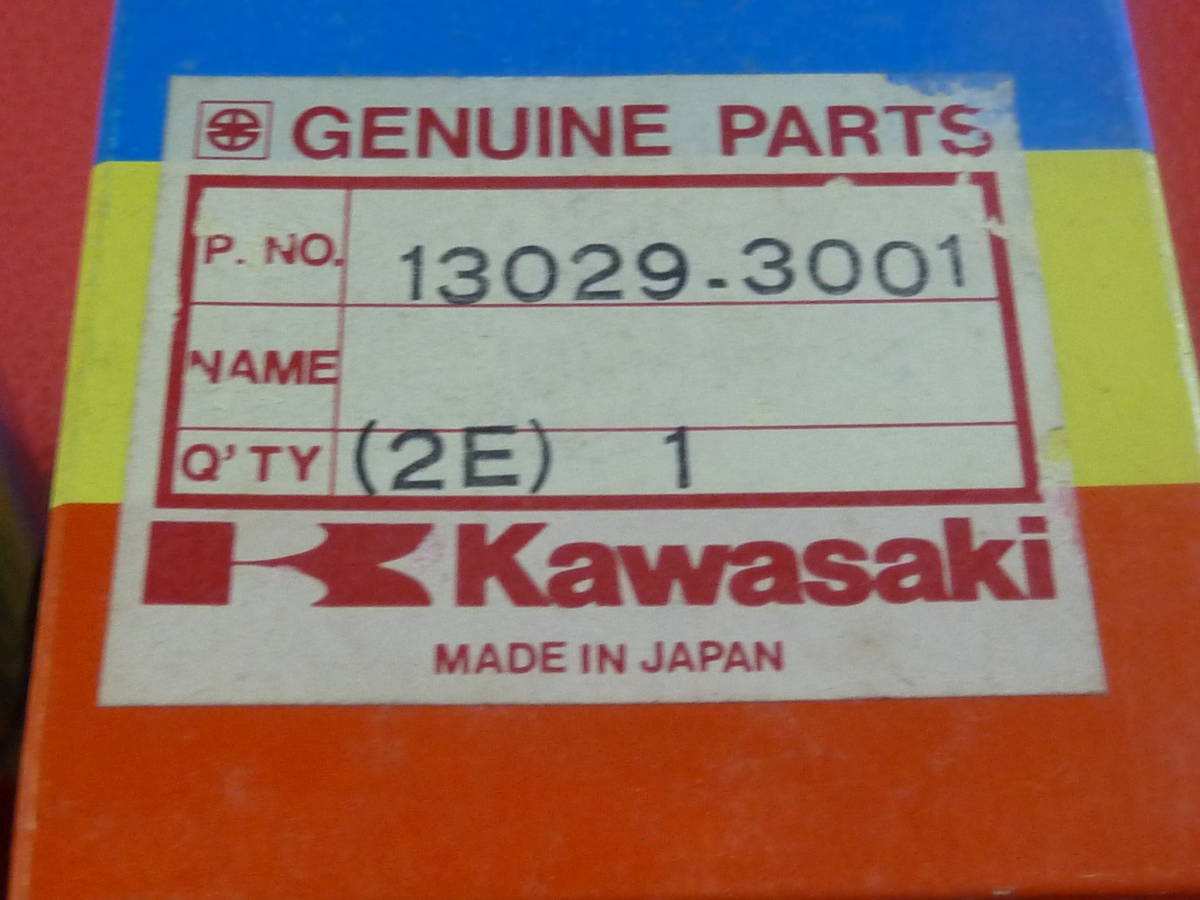 GENUINE PARTS
P. NO. 13029-3001
NAME
Q'TY (2E) 1
Kawasaki
MADE IN JAPAN